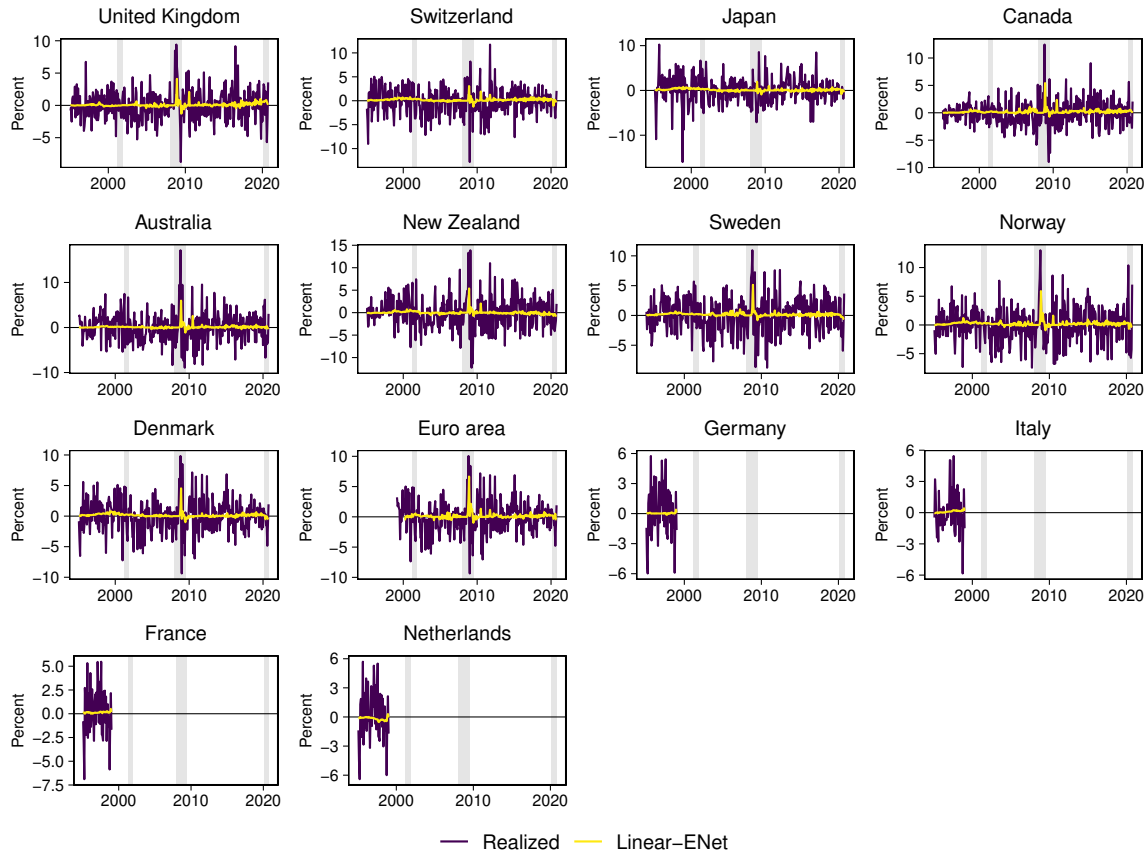 United Kingdom Switzerland Japan Canada
Percent 10 5 0 −5 2000 2010 2020
10 5 0 −5 −10 2000 2010 2020
10 0 −10 2000 2010 2020
10 5 0 −5 −10 2000 2010 2020
Australia New Zealand Sweden Norway
Percent 10 0 −10 2000 2010 2020
Percent 15 10 5 0 −5 −10 2000 2010 2020
Percent 10 5 0 −5 2000 2010 2020
Percent 10 5 0 −5 2000 2010 2020
Denmark Euro area Germany Italy
Percent 10 5 0 −5 −10 2000 2010 2020
Percent 10 5 0 −5 −10 2000 2010 2020
Percent 6 3 0 −3 −6 2000 2010 2020
Percent 6 3 0 −3 −6 2000 2010 2020
France Netherlands
Percent 5.0 2.5 0.0 −2.5 −5.0 −7.5 2000 2010 2020
Percent 6 3 0 −3 −6 2000 2010 2020
Realized Linear−ENet